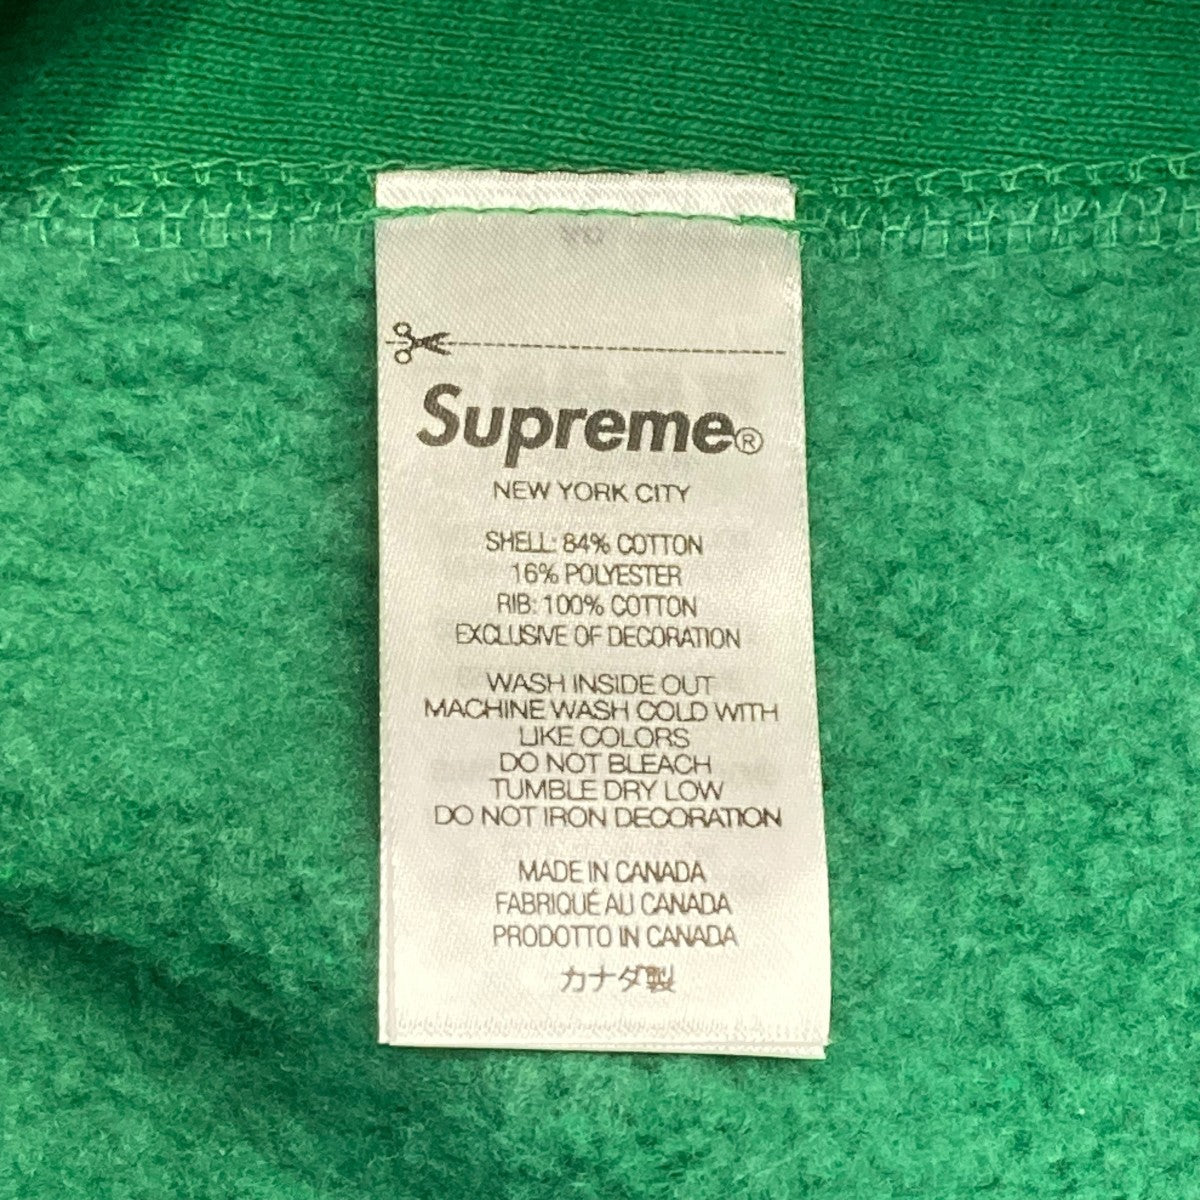 Supreme®
NEW YORK CITY
SHELL: 84% COTTON
16% POLYESTER
RIB: 100% COTTON
EXCLUSIVE OF DECORATION
WASH INSIDE OUT
MACHINE WASH COLD WITH
LIKE COLORS
DO NOT BLEACH
TUMBLE DRY LOW
DO NOT IRON DECORATION
MADE IN CANADA
FABRIQUÉ AU CANADA
PRODOTTO IN CANADA
カナダ製